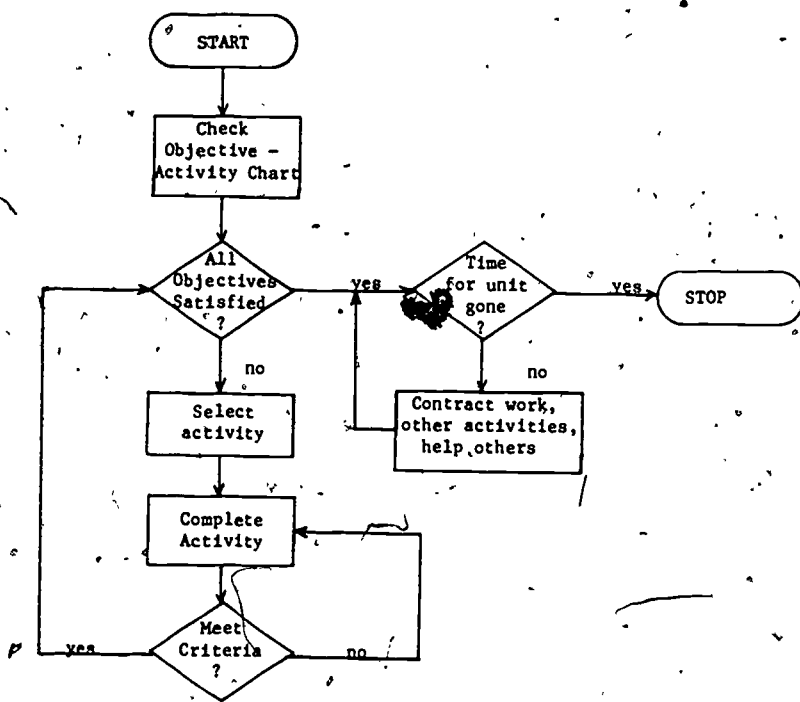 START
Check
Objective -
Activity Chart
All
Objectives
Satisfied
?
yes
Time
for unit
gone
?
yes
STOP
no
no
Select
activity
Contract work,
other activities,
help others
Complete
Activity
Meet
Criteria
?
yes
no